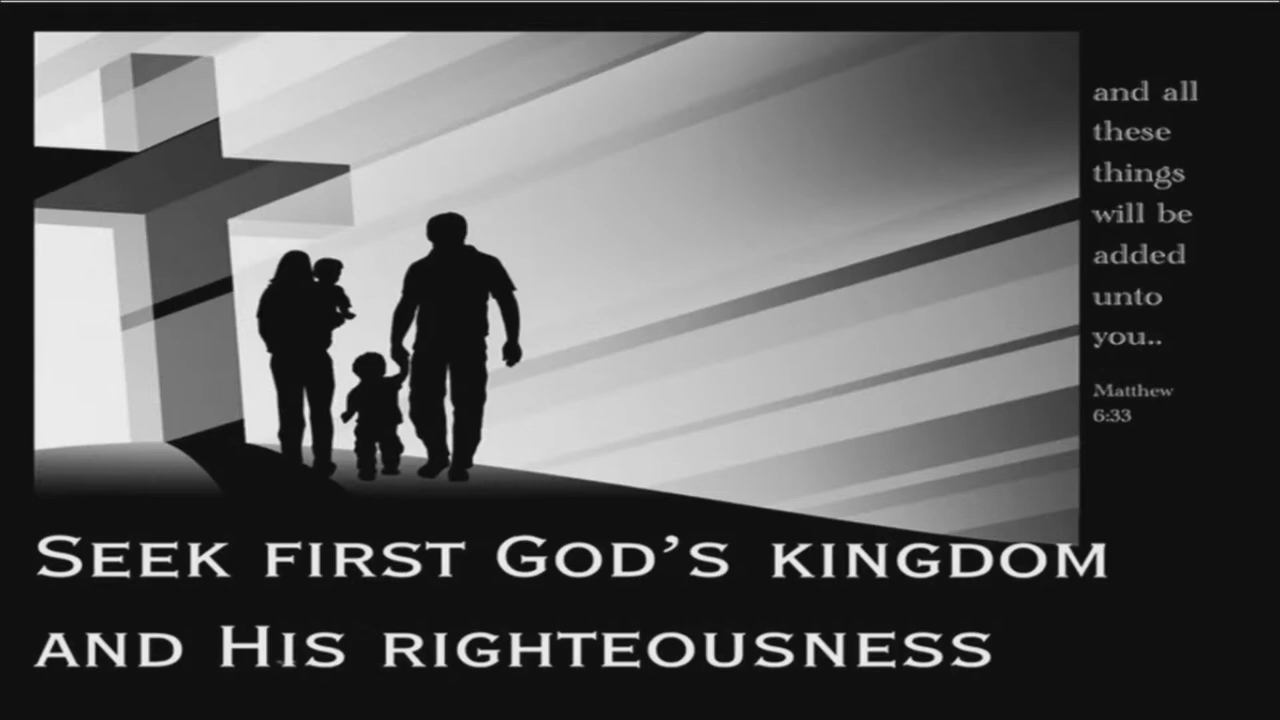 and all
these
things
will be
added
unto
you..
Matthew
6:33
Seek first God's kingdom
and His righteousness